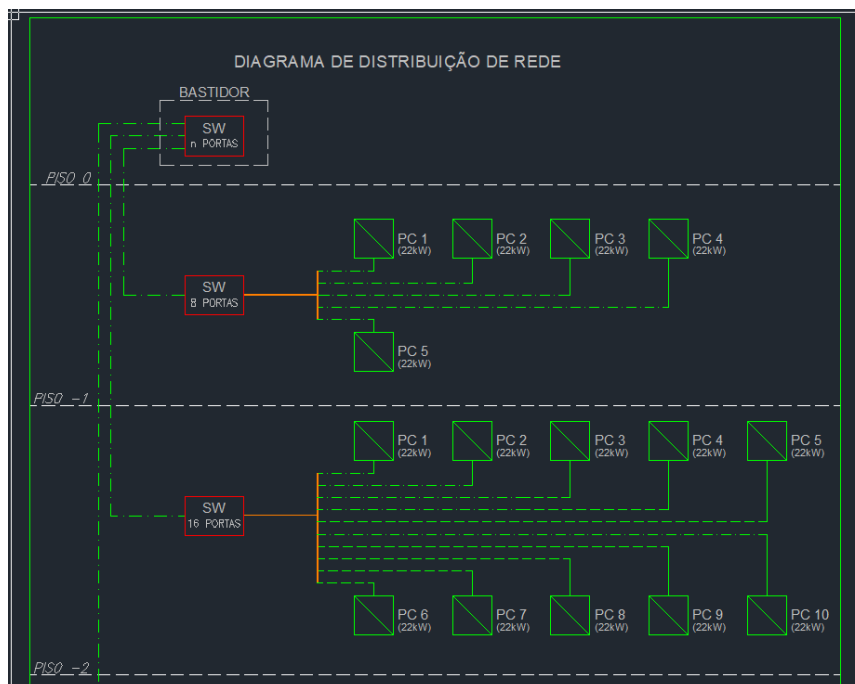 DIAGRAMA DE DISTRIBUIÇÃO DE REDE
BASTIDOR
SW
n PORTAS
PISO 0
PC 1
(22kW)
PC 2
(22kW)
PC 3
(22kW)
PC 4
(22kW)
SW
8 PORTAS
PC 5
(22kW)
PISO -1
PC 1
(22kW)
PC 2
(22kW)
PC 3
(22kW)
PC 4
(22kW)
PC 5
(22kW)
SW
16 PORTAS
PC 6
(22kW)
PC 7
(22kW)
PC 8
(22kW)
PC 9
(22kW)
PC 10
(22kW)
PISO -2